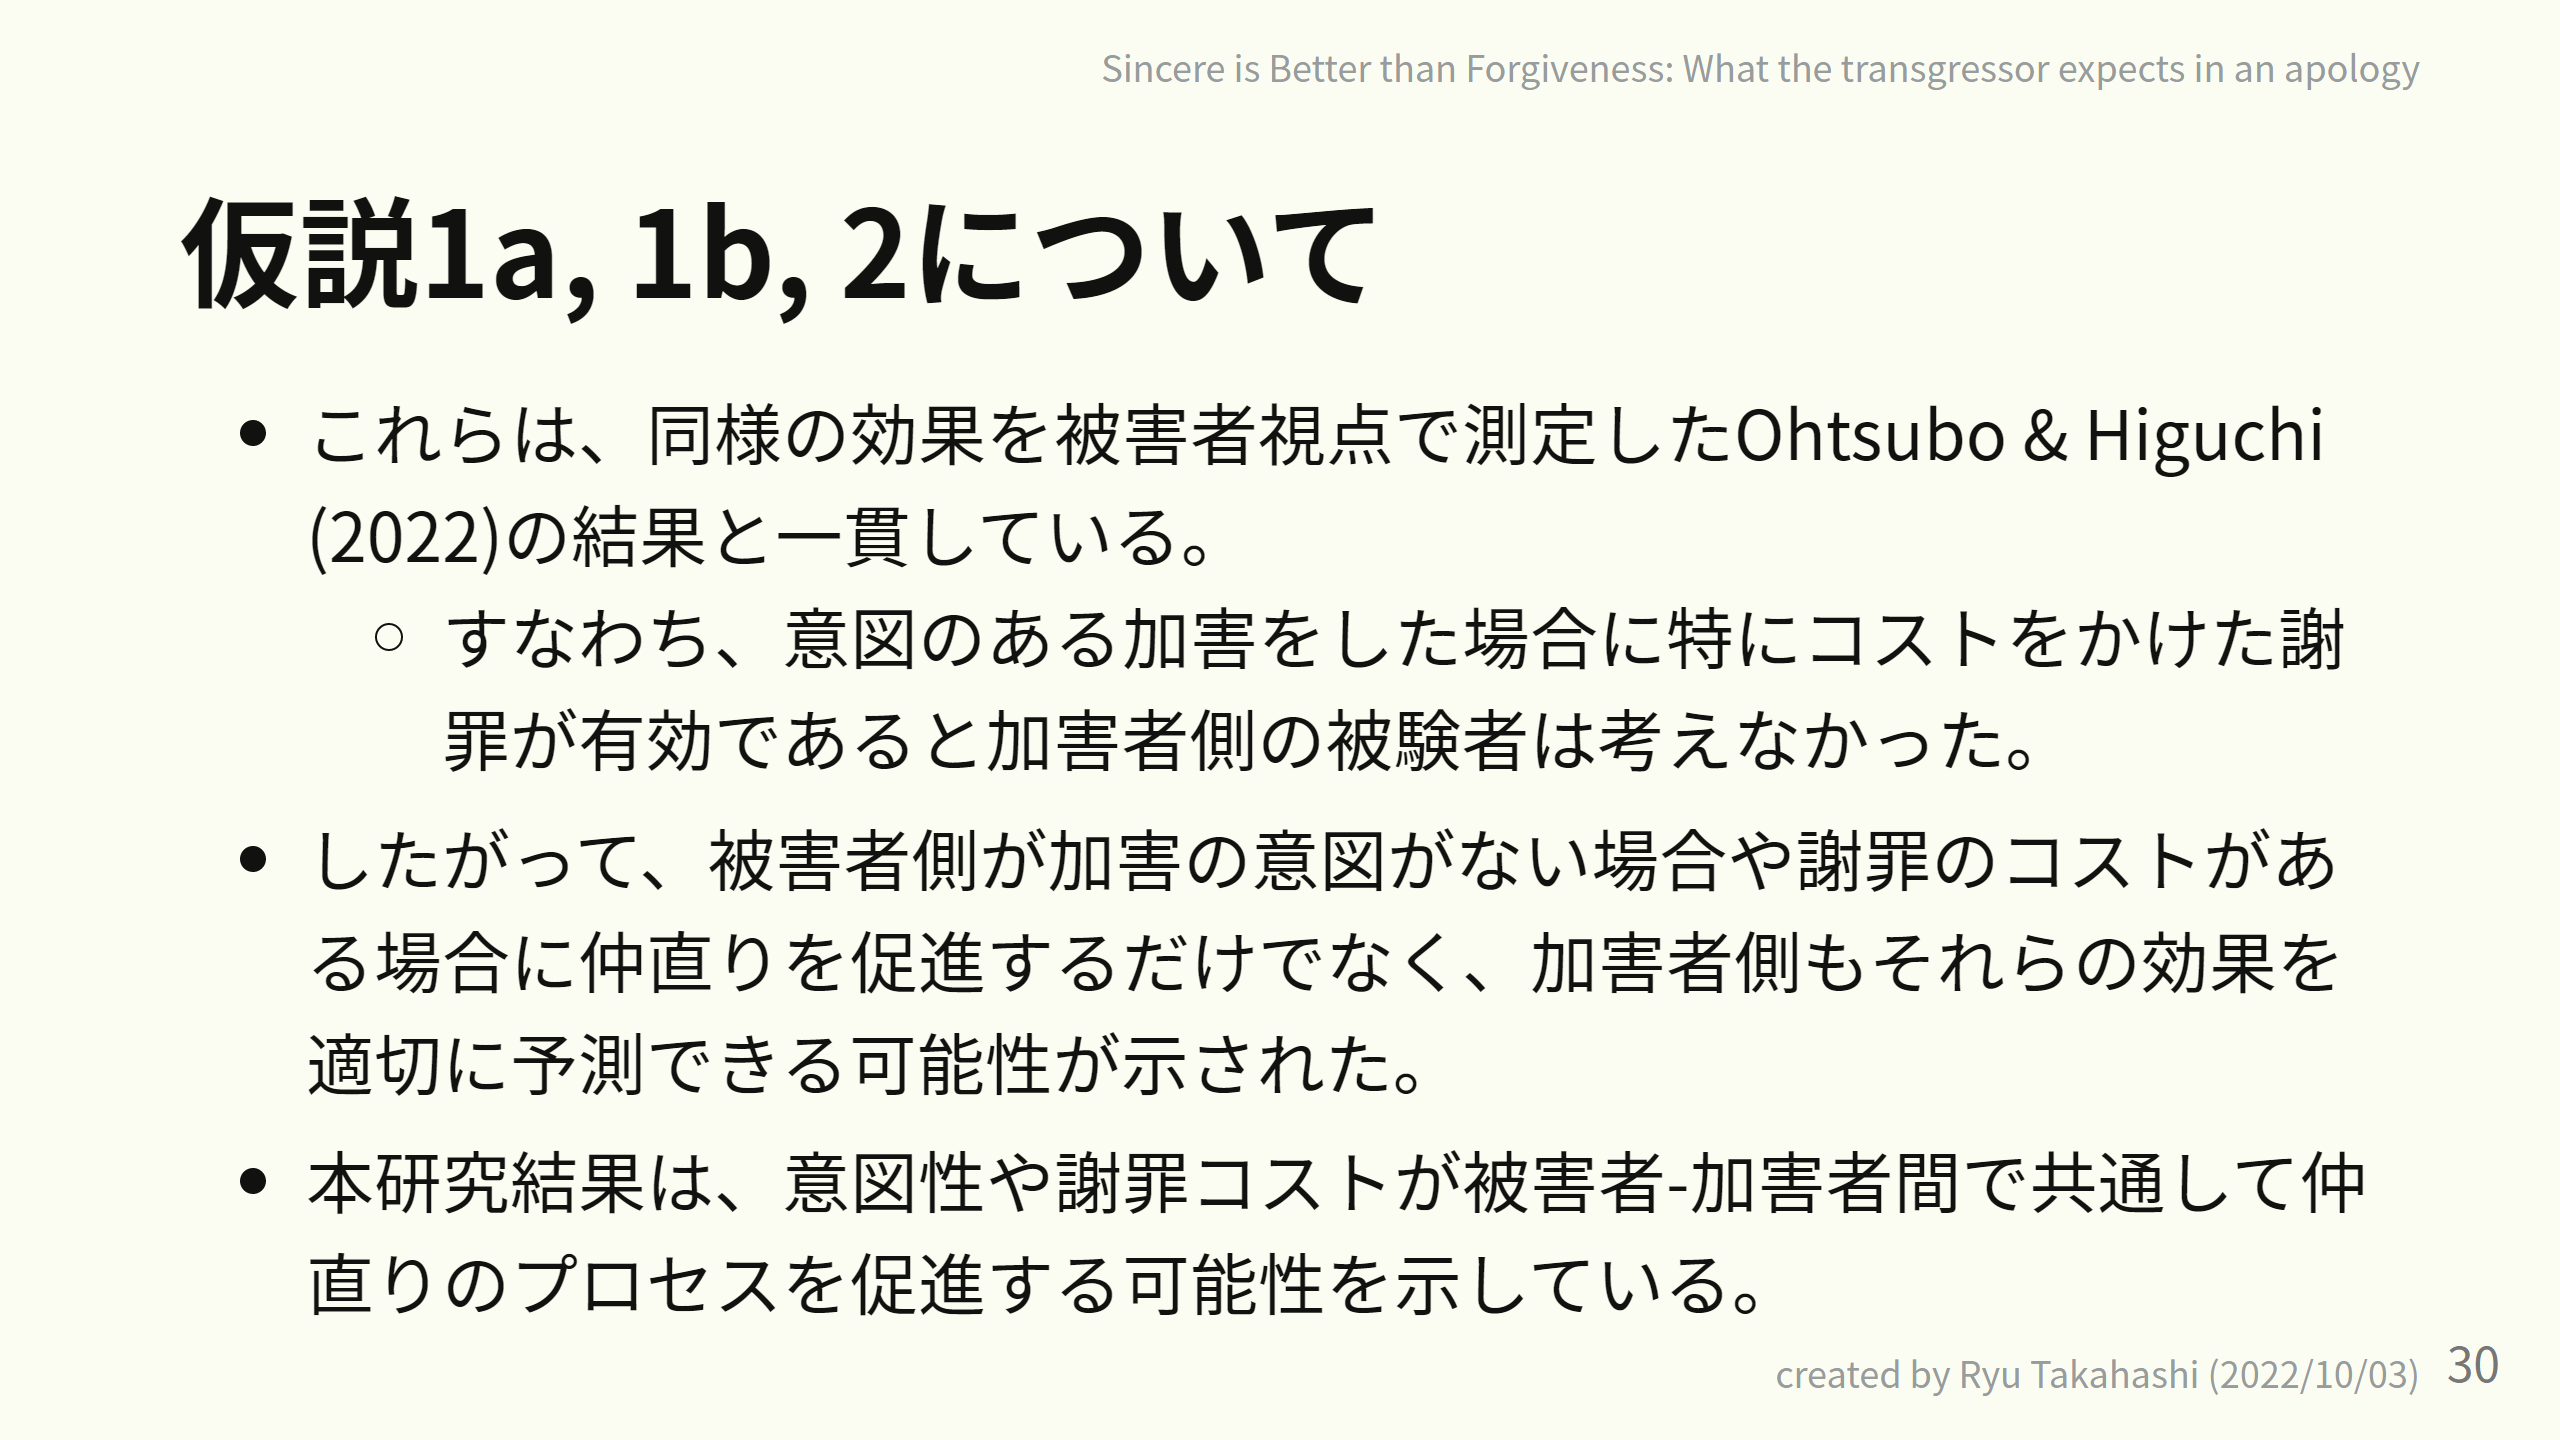 Sincere is Better than Forgiveness: What the transgressor expects in an apology
仮説1a, 1b, 2について
• これらは、同様の効果を被害者視点で測定したOhtsubo & Higuchi
(2022)の結果と一貫している。
○ すなわち、意図のある加害をした場合に特にコストをかけた謝
罪が有効であると加害者側の被験者は考えなかった。
• したがって、被害者側が加害の意図がない場合や謝罪のコストがあ
る場合に仲直りを促進するだけでなく、加害者側もそれらの効果を
適切に予測できる可能性が示された。
• 本研究結果は、意図性や謝罪コストが被害者-加害者間で共通して仲
直りのプロセスを促進する可能性を示している。
created by Ryu Takahashi (2022/10/03) 30